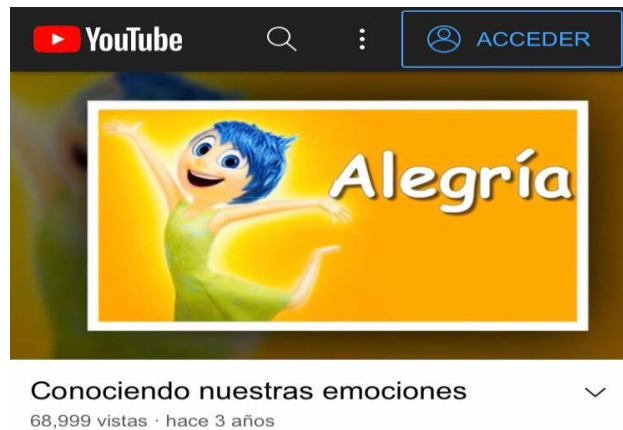 YouTube ACCEDER
Alegría
Conociendo nuestras emociones
68,999 vistas · hace 3 años